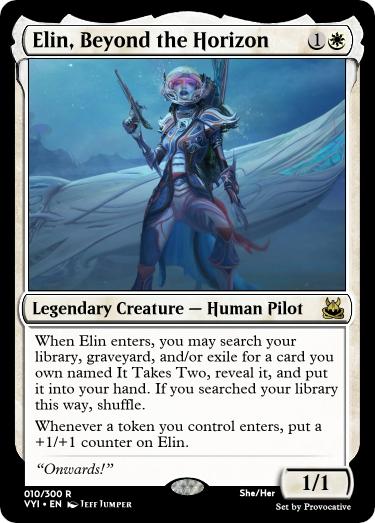 Elin, Beyond the Horizon 1
Legendary Creature — Human Pilot
When Elin enters, you may search your
library, graveyard, and/or exile for a card you
own named It Takes Two, reveal it, and put
it into your hand. If you searched your library
this way, shuffle.
Whenever a token you control enters, put a
+1/+1 counter on Elin.
“Onwards!”
1/1
010/300 R She/Her
VYI • EN Jeff Jumper Set by Provocative